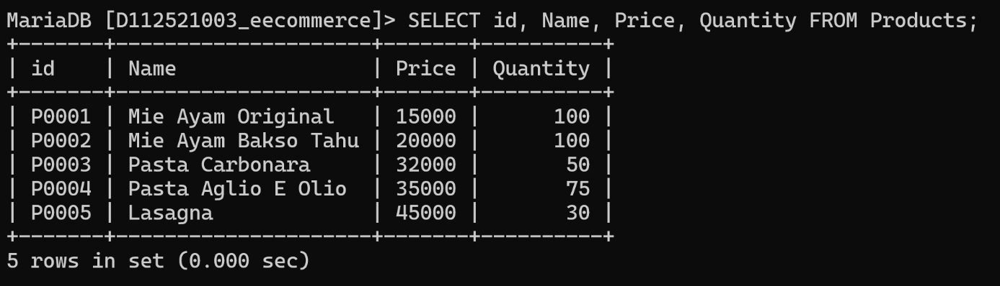 MariaDB [D112521003_eecommerce]> SELECT id, Name, Price, Quantity FROM Products;
+-------+---------------------+-------+----------+
| id    | Name                | Price | Quantity |
+-------+---------------------+-------+----------+
| P0001 | Mie Ayam Original   | 15000 |      100 |
| P0002 | Mie Ayam Bakso Tahu | 20000 |      100 |
| P0003 | Pasta Carbonara     | 32000 |       50 |
| P0004 | Pasta Aglio E Olio  | 35000 |       75 |
| P0005 | Lasagna             | 45000 |       30 |
+-------+---------------------+-------+----------+
5 rows in set (0.000 sec)